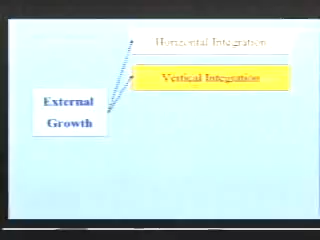 Horizontal Integration
Vertical Integration
External
Growth